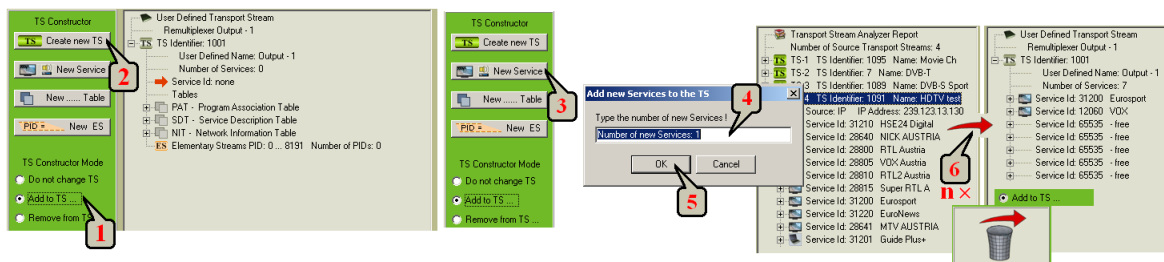 TS Constructor
TS Create new TS
2
New Service
New ...... Table
PID = New ES
TS Constructor Mode
Do not change TS
Add to TS ...
1
Remove from TS
User Defined Transport Stream
Remultiplexer Output - 1
TS TS Identifier: 1001
User Defined Name: Output - 1
Number of Services: 0
Service Id: none
Tables
PAT - Program Association Table
SDT - Service Description Table
NIT - Network Information Table
ES Elementary Streams PID: 0 ... 8191 Number of PIDs: 0
TS Constructor
TS Create new TS
New Service
3
New ...... Table
PID = New ES
TS Constructor Mode
Do not change TS
Add to TS ...
Remove from TS ...
Add new Services to the TS
4
Type the number of new Services !
Number of new Services: 1
OK
Cancel
5
Transport Stream Analyzer Report
Number of Source Transport Streams: 4
TS TS-1 TS Identifier: 1095 Name: Movie Ch
TS TS-2 TS Identifier: 7 Name: DVB-T
3 TS Identifier: 1089 Name: DVB-S Sport
4 TS Identifier: 1091 Name: HDTV test
Source: IP IP Address: 239.123.13.130
Service Id: 31210 HSE24 Digital
Service Id: 28640 NICK AUSTRIA
Service Id: 28800 RTL Austria
Service Id: 28805 VOX Austria
Service Id: 28810 RTL2 Austria
Service Id: 28815 Super RTL A
Service Id: 31200 Eurosport
Service Id: 31220 EuroNews
Service Id: 28641 MTV AUSTRIA
Service Id: 31201 Guide Plus+
6
n ×
User Defined Transport Stream
Remultiplexer Output - 1
TS TS Identifier: 1001
User Defined Name: Output - 1
Number of Services: 7
Service Id: 31200 Eurosport
Service Id: 12060 VOX
Service Id: 65535 - free
Service Id: 65535 - free
Service Id: 65535 - free
Service Id: 65535 - free
Service Id: 65535 - free
Add to TS ...